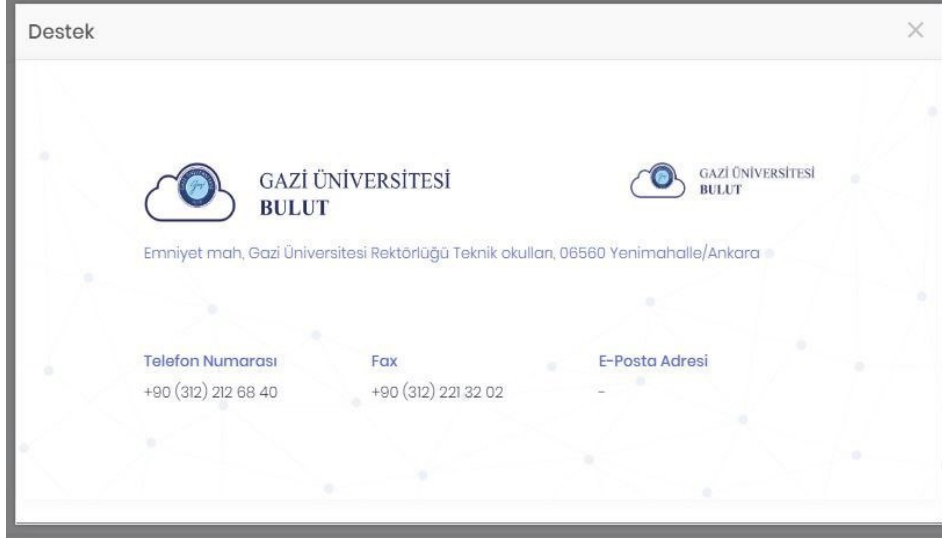 Destek
GAZİ ÜNİVERSİTESİ
BULUT
GAZİ ÜNİVERSİTESİ
BULUT
Emniyet mah, Gazi Üniversitesi Rektörlüğü Teknik okulları, 06560 Yenimahalle/Ankara
Telefon Numarası Fax E-Posta Adresi
+90 (312) 212 68 40 +90 (312) 221 32 02 -